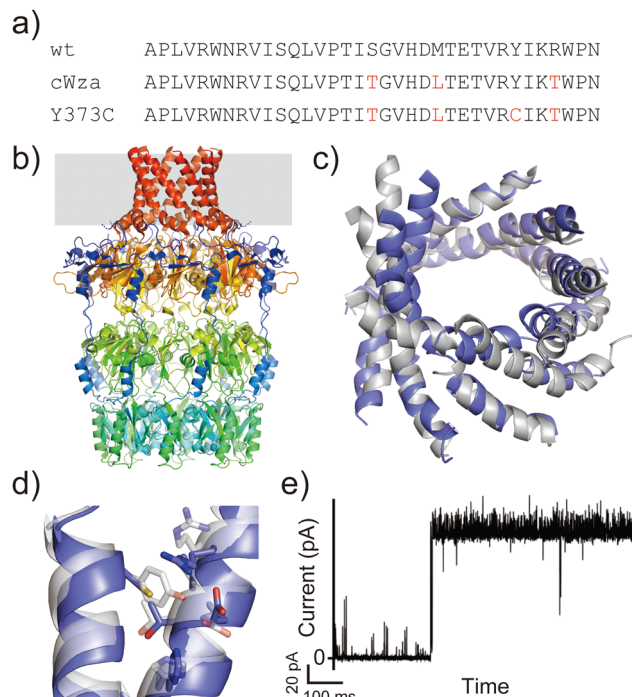 a)
wt APLVRWNRVISQLVPTISGVHDMTETVRYIKRWPN
cWza APLVRWNRVISQLVPTITGVHDLTETVRYIKTWPN
Y373C APLVRWNRVISQLVPTITGVHDLTETVRCIKTWPN
b)
c)
d)
e)
Current (pA)
0
20 pA
100 ms
Time